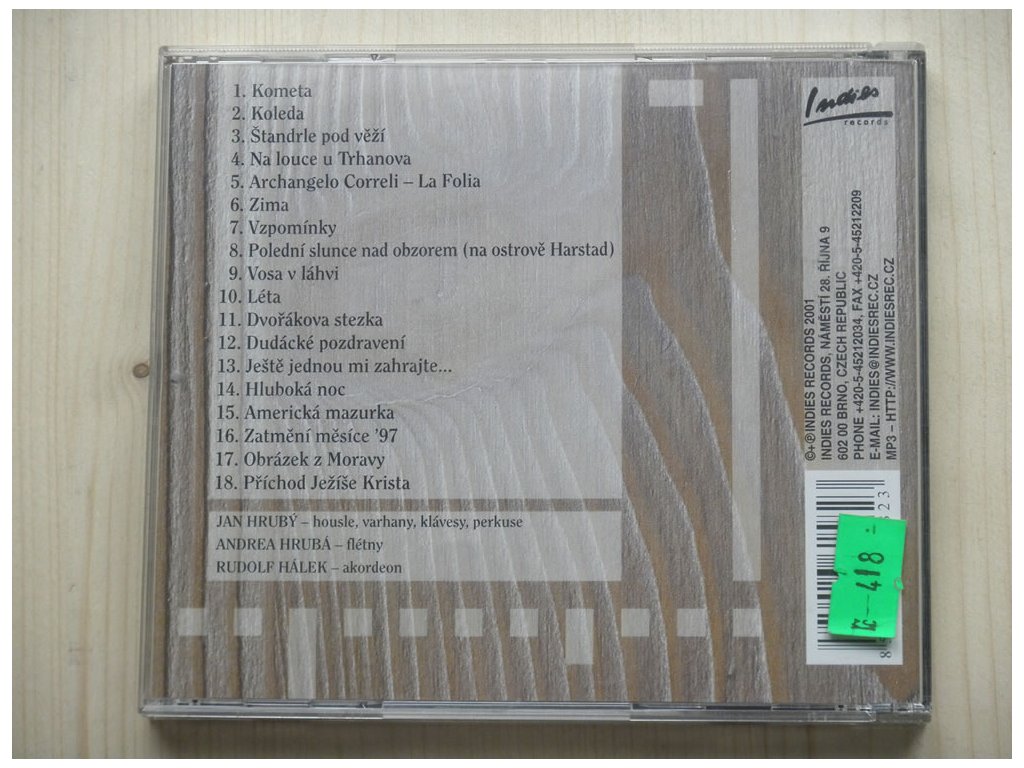 1. Kometa
2. Koleda
3. Štandrle pod věží
4. Na louce u Trhanova
5. Archangelo Correli – La Folia
6. Zima
7. Vzpomínky
8. Polední slunce nad obzorem (na ostrově Harstad)
9. Vosa v láhvi
10. Léta
11. Dvořákova stezka
12. Dudácké pozdravení
13. Ještě jednou mi zahrajte...
14. Hluboká noc
15. Americká mazurka
16. Zatmění měsíce '97
17. Obrázek z Moravy
18. Příchod Ježíše Krista
JAN HRUBÝ – housle, varhany, klávesy, perkuse
ANDREA HRUBÁ – flétny
RUDOLF HÁLEK – akordeon
Indies
records
©+℗INDIES RECORDS 2001
INDIES RECORDS, NÁMĚSTÍ 28. ŘÍJNA 9
602 00 BRNO, CZECH REPUBLIC
PHONE +420-5-45212034, FAX +420-5-45212209
E-MAIL: INDIES@INDIESREC.CZ
MP3 – HTTP://WWW.INDIESREC.CZ